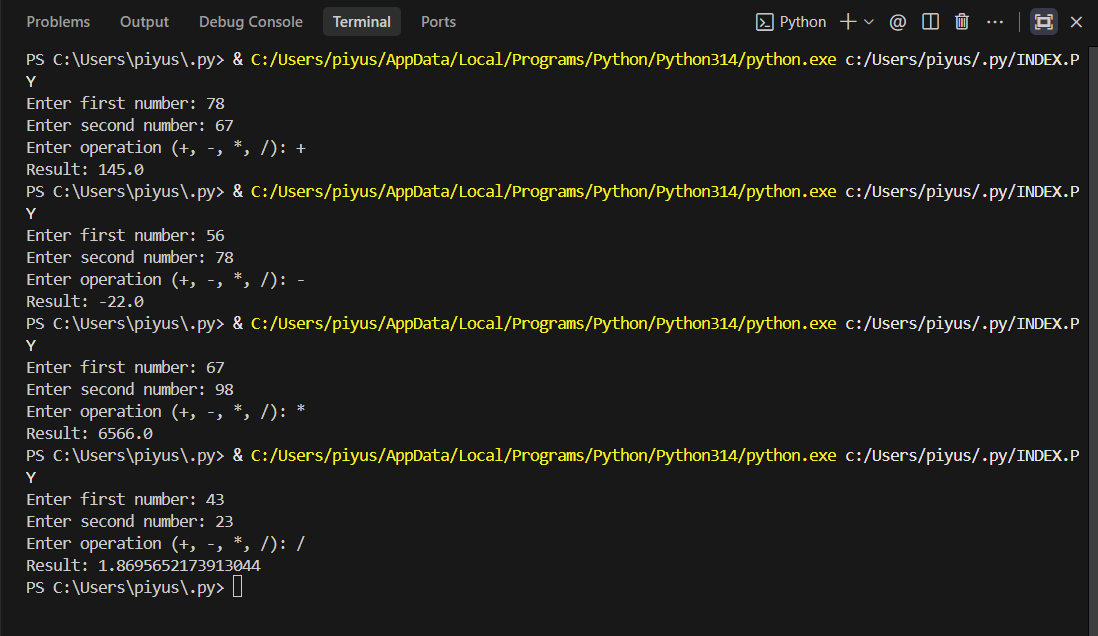 Problems Output Debug Console Terminal Ports Python
PS C:\Users\piyus\.py> & C:/Users/piyus/AppData/Local/Programs/Python/Python314/python.exe c:/Users/piyus/.py/INDEX.P
Y
Enter first number: 78
Enter second number: 67
Enter operation (+, -, *, /): +
Result: 145.0
PS C:\Users\piyus\.py> & C:/Users/piyus/AppData/Local/Programs/Python/Python314/python.exe c:/Users/piyus/.py/INDEX.P
Y
Enter first number: 56
Enter second number: 78
Enter operation (+, -, *, /): -
Result: -22.0
PS C:\Users\piyus\.py> & C:/Users/piyus/AppData/Local/Programs/Python/Python314/python.exe c:/Users/piyus/.py/INDEX.P
Y
Enter first number: 67
Enter second number: 98
Enter operation (+, -, *, /): *
Result: 6566.0
PS C:\Users\piyus\.py> & C:/Users/piyus/AppData/Local/Programs/Python/Python314/python.exe c:/Users/piyus/.py/INDEX.P
Y
Enter first number: 43
Enter second number: 23
Enter operation (+, -, *, /): /
Result: 1.8695652173913044
PS C:\Users\piyus\.py>